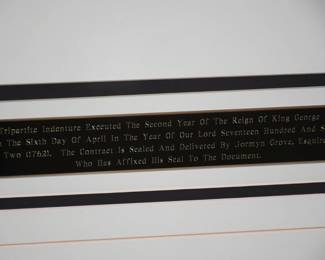 Tripartite Indenture Executed The Second Year Of The Reign Of King George
The Sixth Day Of April In The Year Of Our Lord Seventeen Hundred And
Two (1762). The Contract Is Sealed And Delivered By Jormyn Grove, Esquire
Who Has Affixed His Seal To The Document.